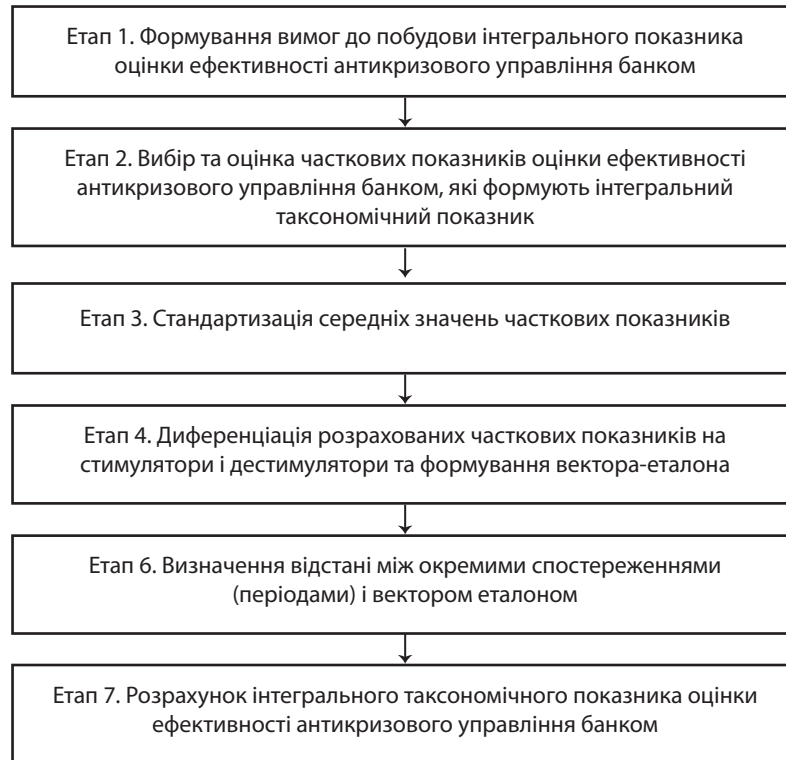 Етап 1. Формування вимог до побудови інтегрального показника
оцінки ефективності антикризового управління банком
Етап 2. Вибір та оцінка часткових показників оцінки ефективності
антикризового управління банком, які формують інтегральний
таксономічний показник
Етап 3. Стандартизація середніх значень часткових показників
Етап 4. Диференціація розрахованих часткових показників на
стимулятори і дестимулятори та формування вектора-еталона
Етап 6. Визначення відстані між окремими спостереженнями
(періодами) і вектором еталоном
Етап 7. Розрахунок інтегрального таксономічного показника оцінки
ефективності антикризового управління банком